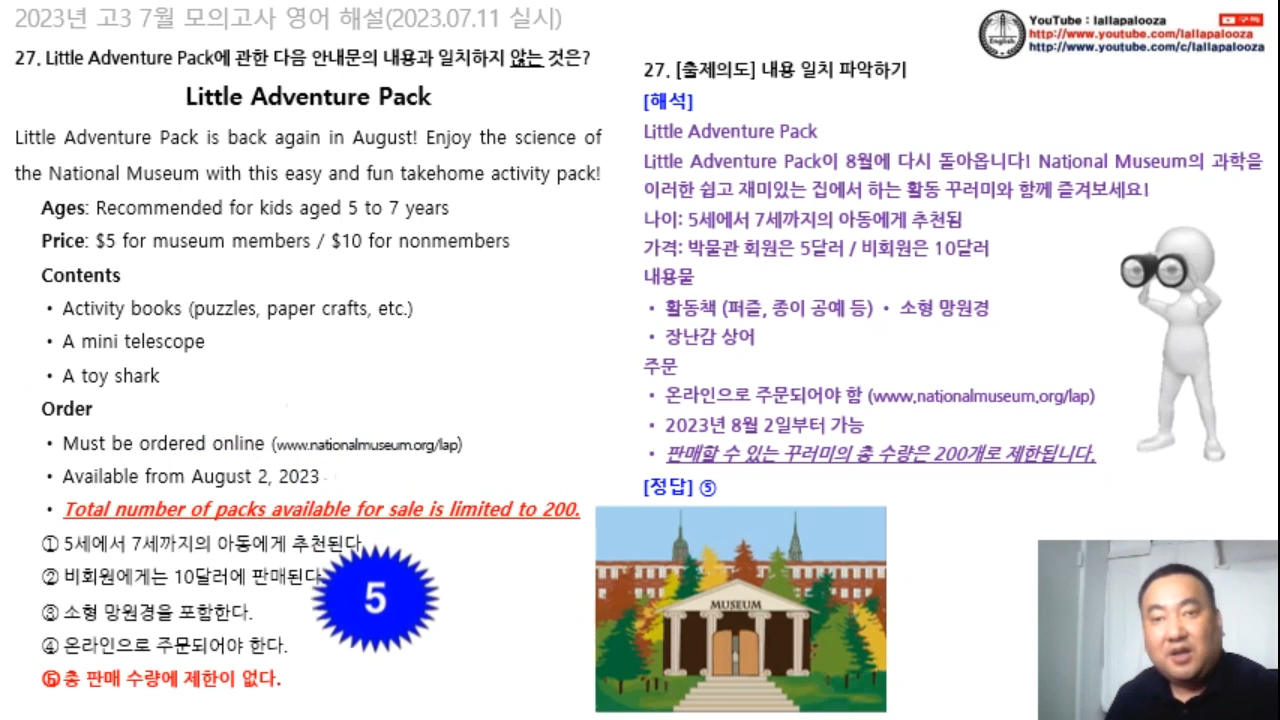 2023년 고3 7월 모의고사 영어 해설(2023.07.11 실시)
27. Little Adventure Pack에 관한 다음 안내문의 내용과 일치하지 않는 것은?
Little Adventure Pack
Little Adventure Pack is back again in August! Enjoy the science of
the National Museum with this easy and fun takehome activity pack!
Ages: Recommended for kids aged 5 to 7 years
Price: $5 for museum members / $10 for nonmembers
Contents
• Activity books (puzzles, paper crafts, etc.)
• A mini telescope
• A toy shark
Order
• Must be ordered online (www.nationalmuseum.org/lap)
• Available from August 2, 2023
• Total number of packs available for sale is limited to 200.
① 5세에서 7세까지의 아동에게 추천된다.
② 비회원에게는 10달러에 판매된다.
③ 소형 망원경을 포함한다.
④ 온라인으로 주문되어야 한다.
⑤ 총 판매 수량에 제한이 없다.
5
YouTube : lallapalooza
구독
http://www.youtube.com/lallapalooza
http://www.youtube.com/c/lallapalooza
English
27. [출제의도] 내용 일치 파악하기
[해석]
Little Adventure Pack
Little Adventure Pack이 8월에 다시 돌아옵니다! National Museum의 과학을
이러한 쉽고 재미있는 집에서 하는 활동 꾸러미와 함께 즐겨보세요!
나이: 5세에서 7세까지의 아동에게 추천됨
가격: 박물관 회원은 5달러 / 비회원은 10달러
내용물
• 활동책 (퍼즐, 종이 공예 등) • 소형 망원경
• 장난감 상어
주문
• 온라인으로 주문되어야 함 (www.nationalmuseum.org/lap)
• 2023년 8월 2일부터 가능
• 판매할 수 있는 꾸러미의 총 수량은 200개로 제한됩니다.
[정답] ⑤
MUSEUM